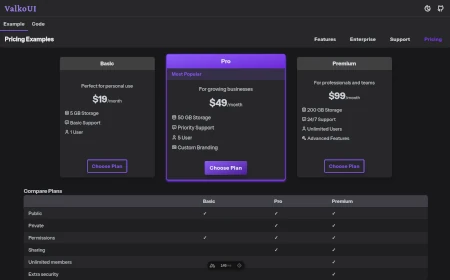 ValkoUI
Example Code
Pricing Examples Features Enterprise Support Pricing
Basic
Perfect for personal use
$19/month
5 GB Storage
Basic Support
1 User
Choose Plan
Pro
Most Popular
For growing businesses
$49/month
50 GB Storage
Priority Support
5 User
Custom Branding
Choose Plan
Premium
For professionals and teams
$99/month
200 GB Storage
24/7 Support
Unlimited Users
Advanced Features
Choose Plan
Compare Plans
Basic Pro Premium
Public ✓ ✓ ✓
Private ✓ ✓
Permissions ✓ ✓ ✓
Sharing ✓ ✓
Unlimited members ✓
Extra security ✓